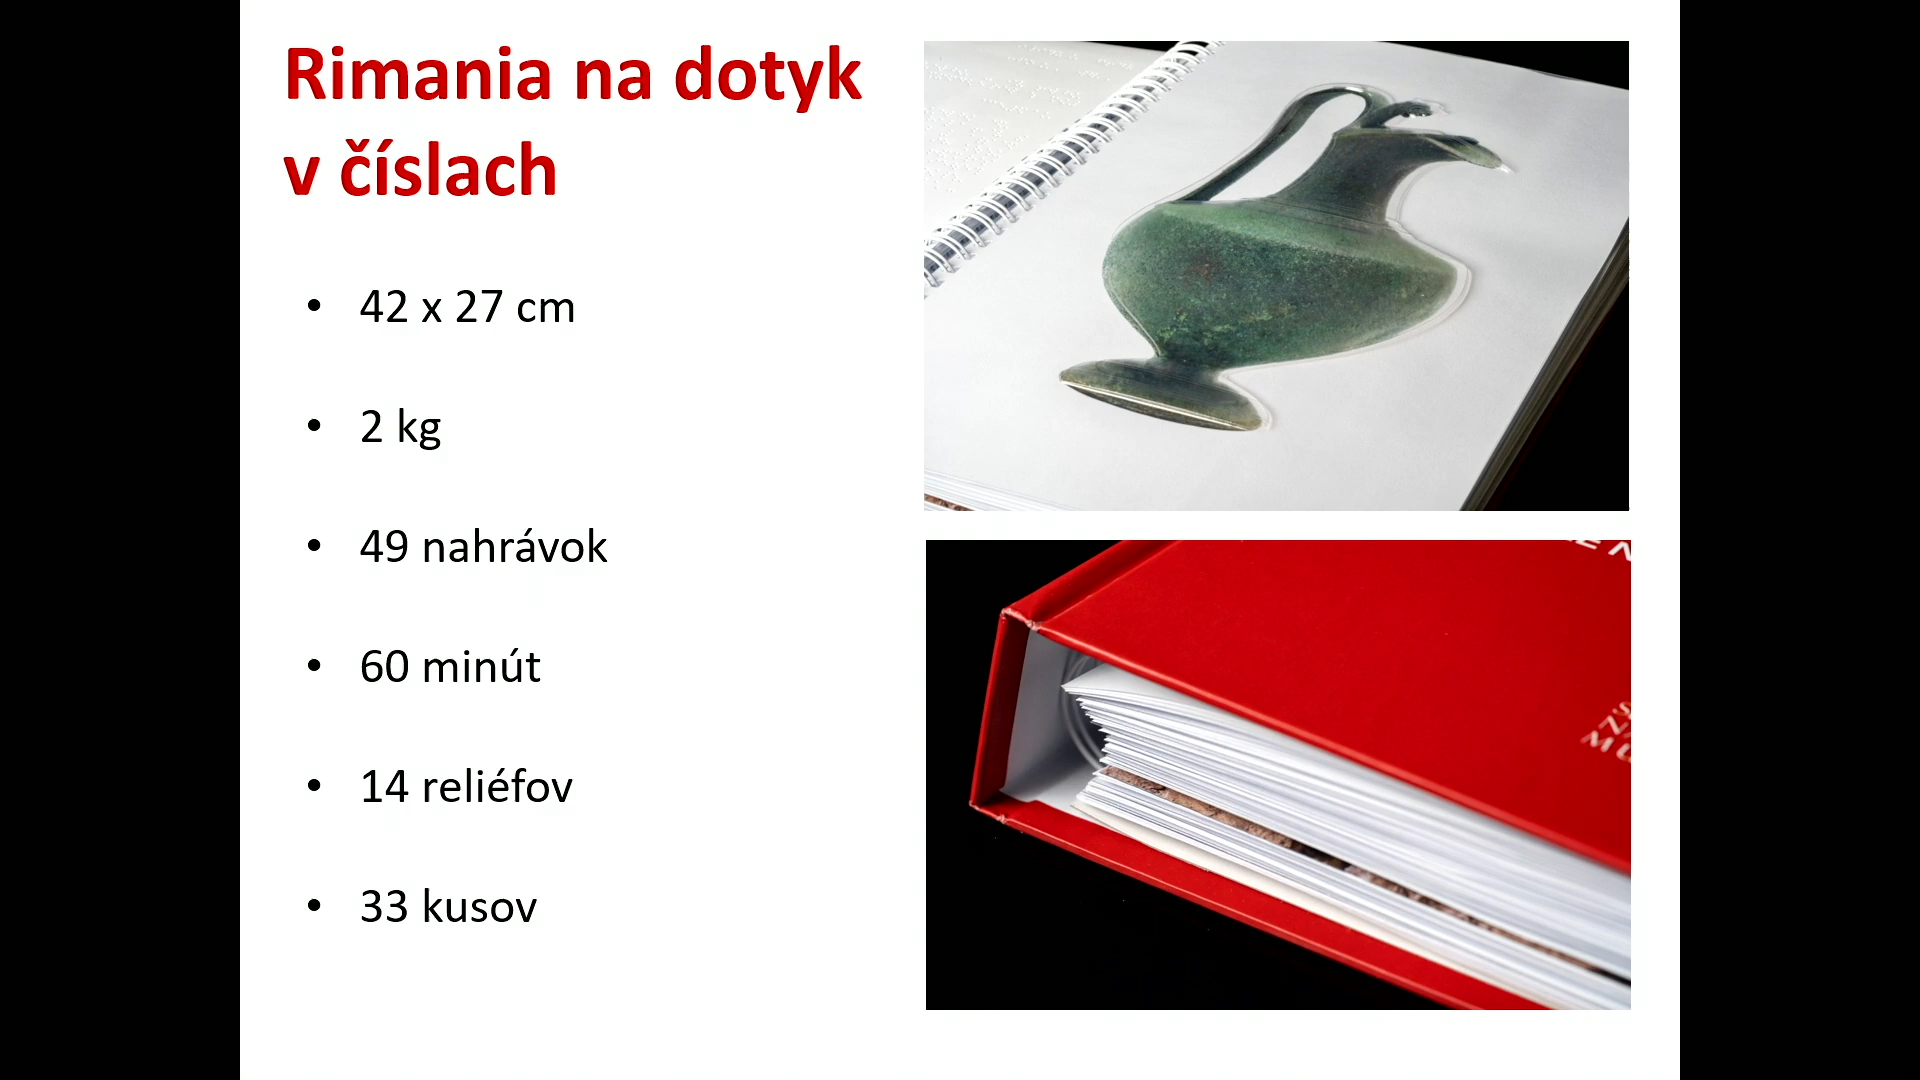 Rimania na dotyk
v číslach
• 42 x 27 cm
• 2 kg
• 49 nahrávok
• 60 minút
• 14 reliéfov
• 33 kusov